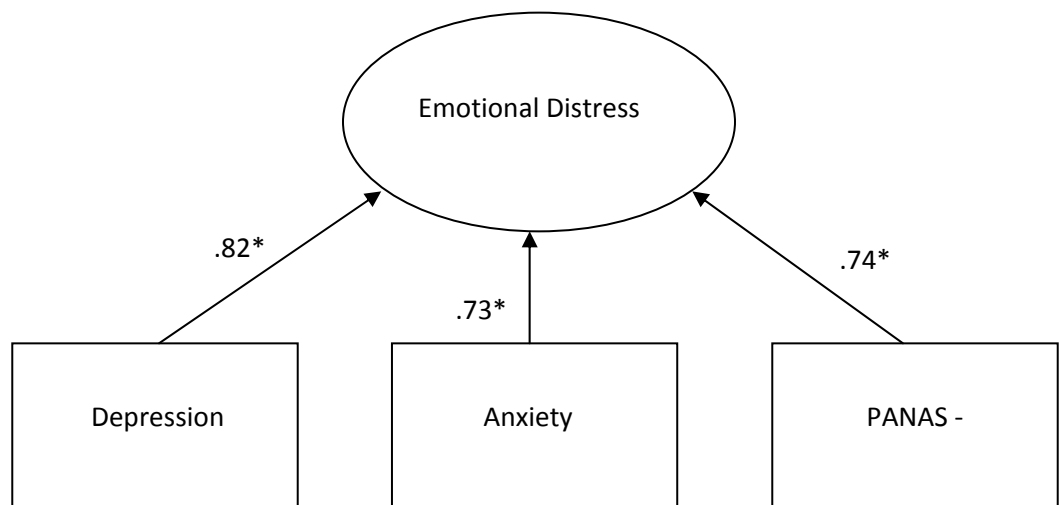 Emotional Distress
.82*
.74*
.73*
Depression
Anxiety
PANAS -